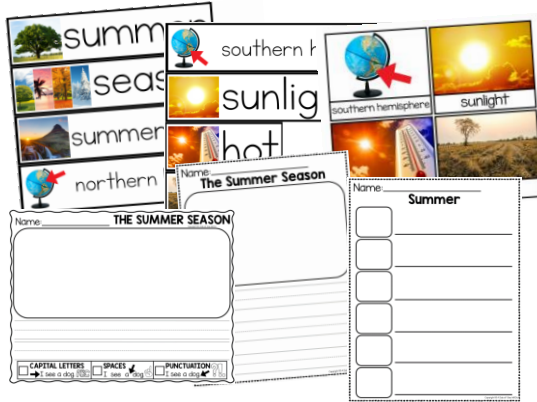 summer
seas
summer
northern
southern h
sunlig
hot
southern hemisphere
sunlight
Name:
The Summer Season
Name:
Summer
Name:
THE SUMMER SEASON
CAPITAL LETTERS
I see a dog.
SPACES
I see a dog
PUNCTUATION
I see a dog.